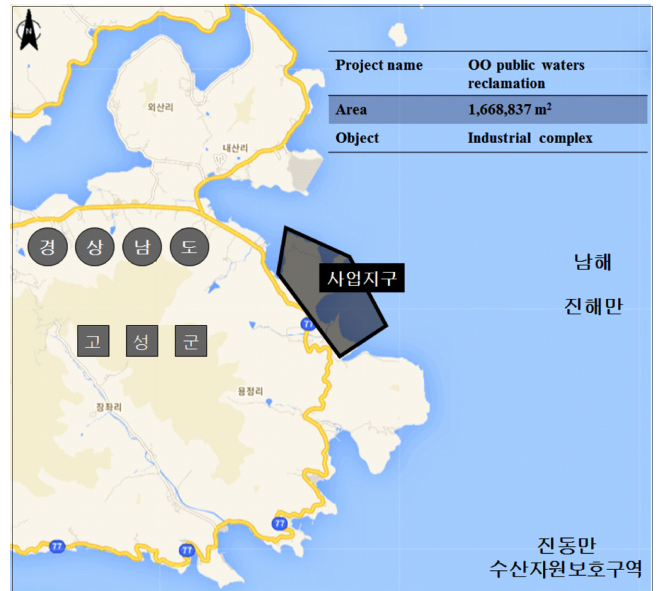 N
Project name OO public waters
reclamation
Area 1,668,837 m²
Object Industrial complex
외산리
내산리
경 상 남 도
사업지구
남해
진해만
77
고 성 군
용정리
장좌리
77
77
77
진동만
수산자원보호구역